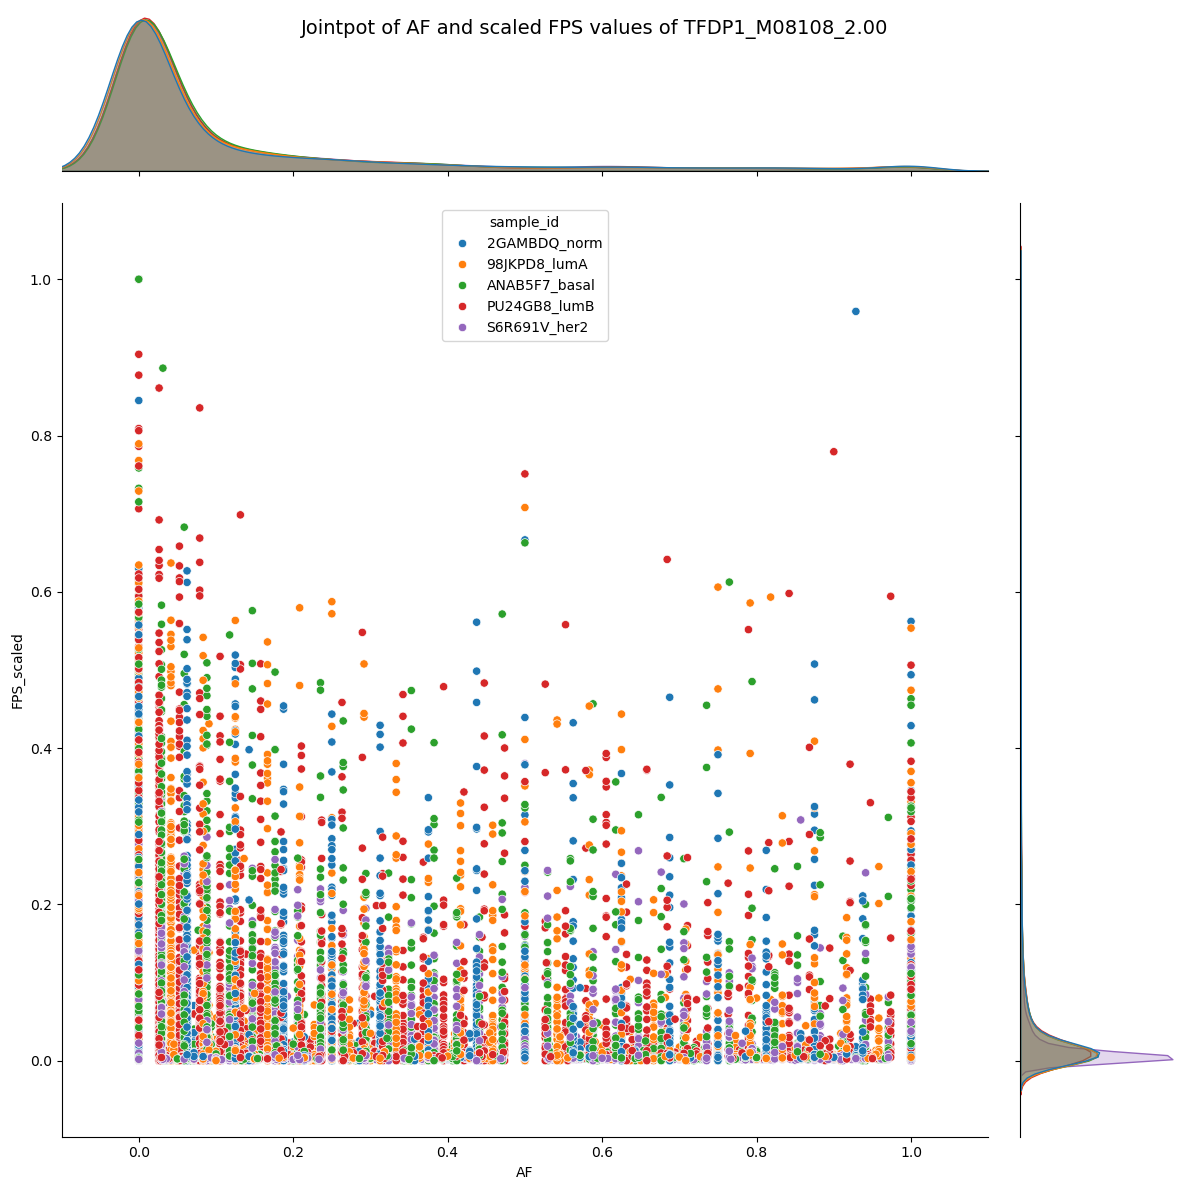 Jointpot of AF and scaled FPS values of TFDP1_M08108_2.00
sample_id
2GAMBDQ_norm
98JKPD8_lumA
ANAB5F7_basal
PU24GB8_lumB
S6R691V_her2
1.0
0.8
0.6
0.4
0.2
0.0
FPS_scaled
0.0 0.2 0.4 0.6 0.8 1.0
AF